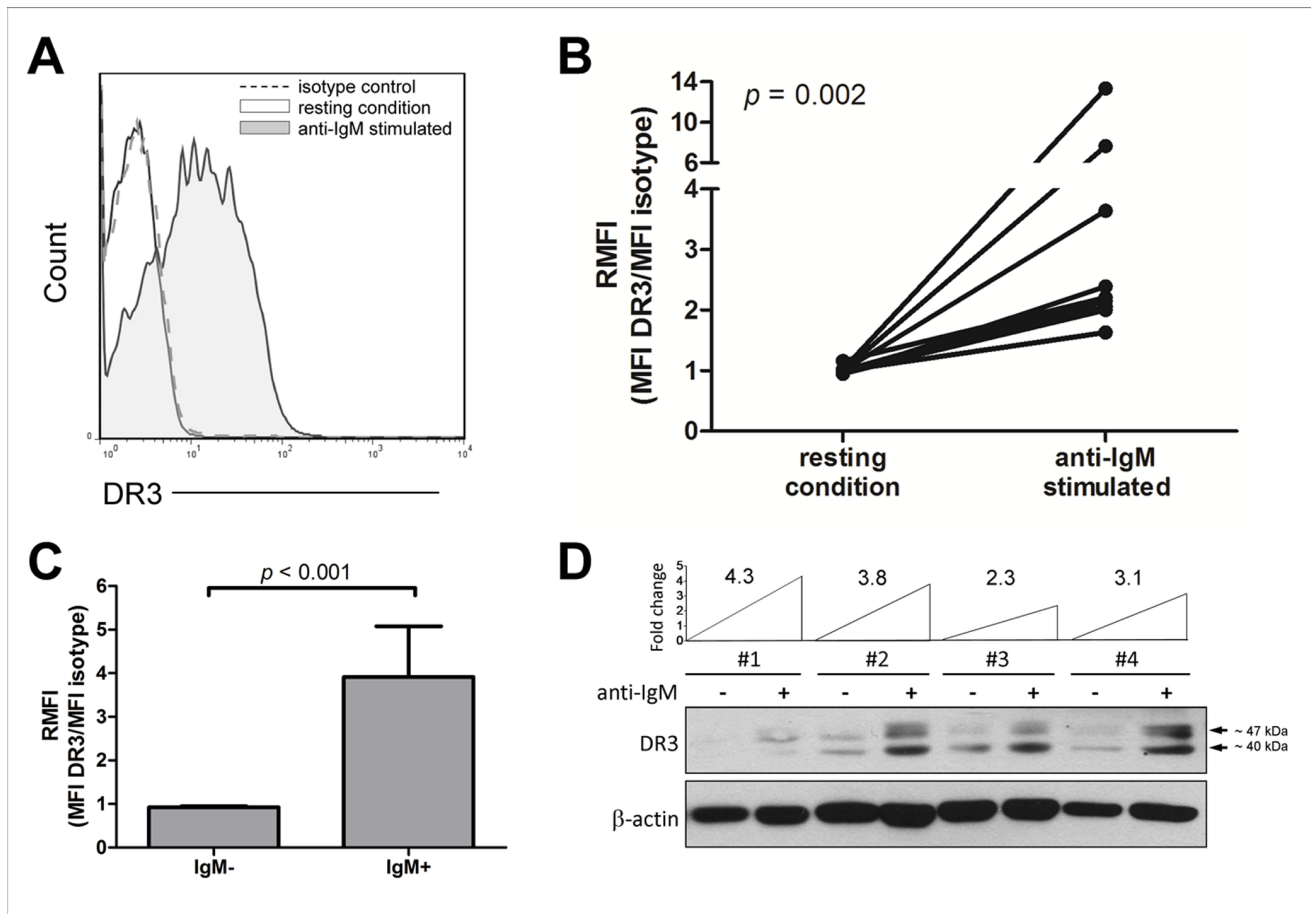 A
isotype control
resting condition
anti-IgM stimulated
Count
0
10^0 10^1 10^2 10^3 10^4
DR3
B
p = 0.002
RMFI
(MFI DR3/MFI isotype)
14
10
6
4
3
2
1
0
resting condition
anti-IgM stimulated
C
p < 0.001
RMFI
(MFI DR3/MFI isotype)
6
5
4
3
2
1
0
IgM- IgM+
D
Fold change
5
4
3
2
1
0
4.3 3.8 2.3 3.1
#1 #2 #3 #4
anti-IgM - + - + - + - +
DR3
~ 47 kDa
~ 40 kDa
β-actin